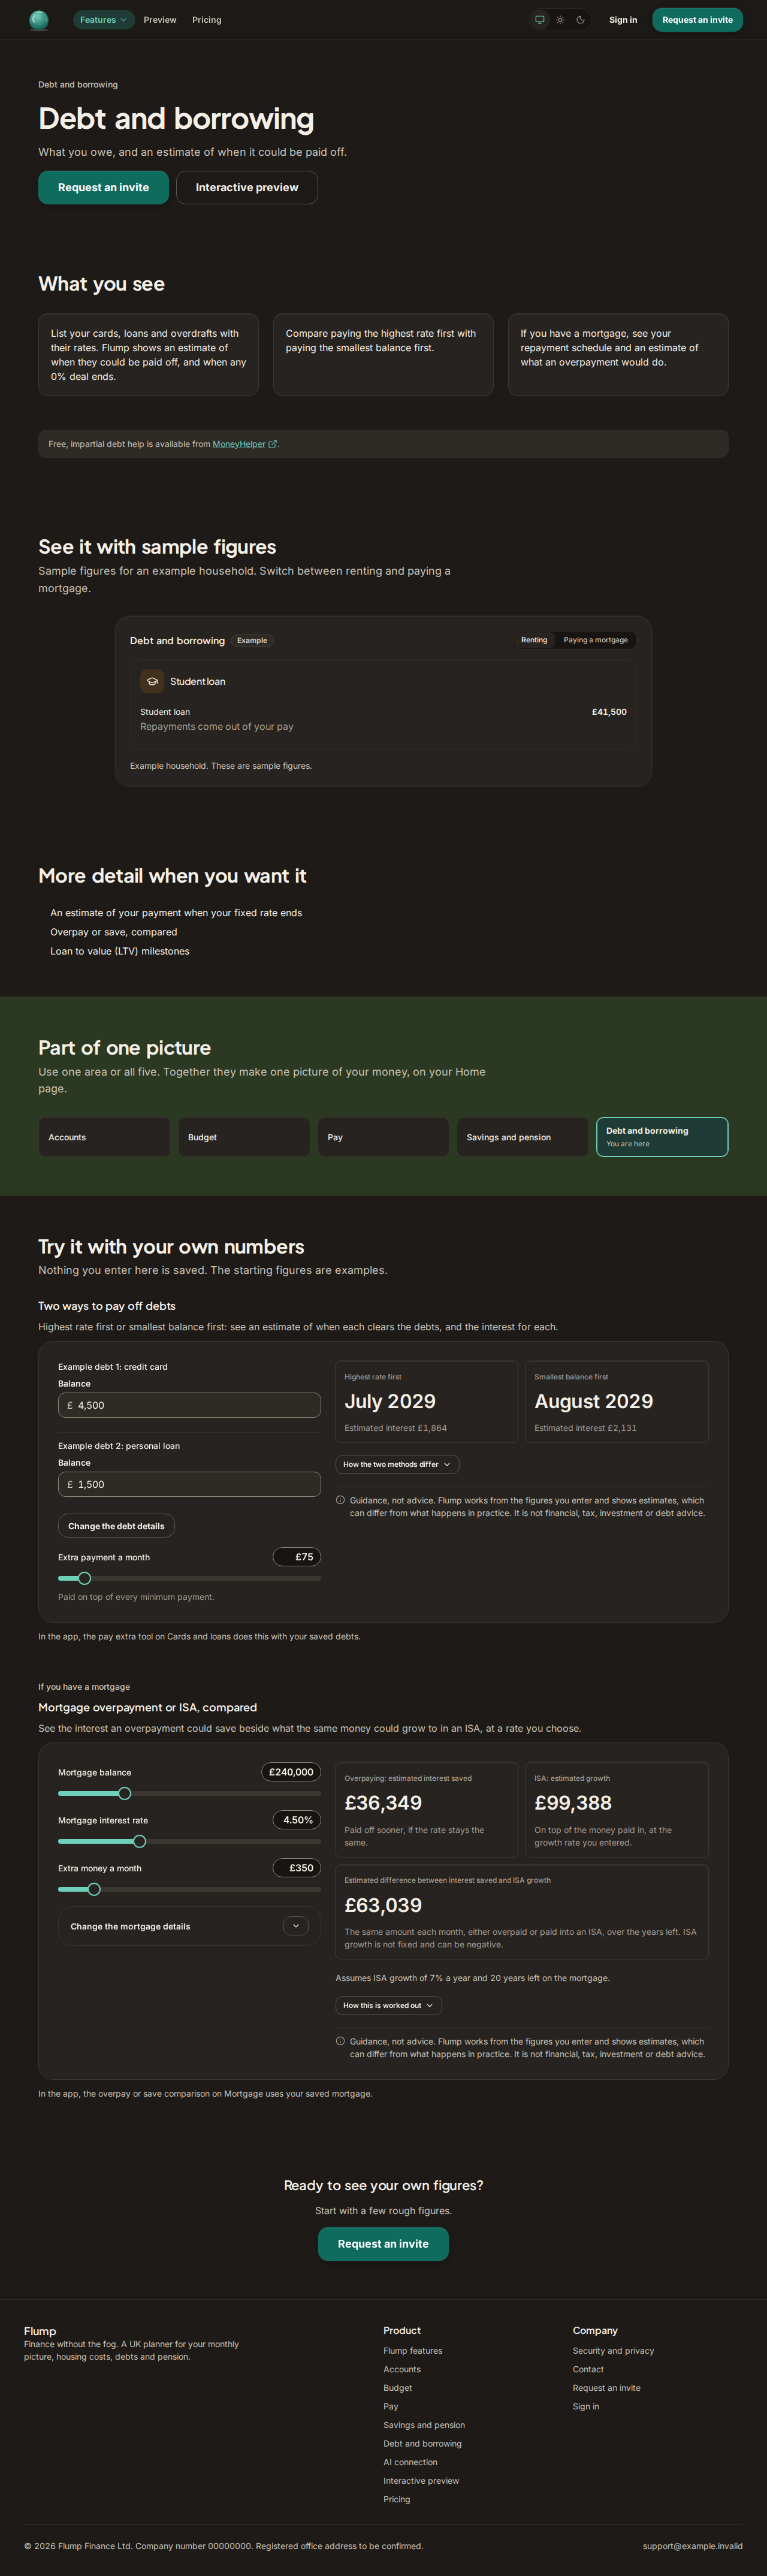 Features
Preview
Pricing
Sign in
Request an invite
Debt and borrowing
Debt and borrowing
What you owe, and an estimate of when it could be paid off.
Request an invite
Interactive preview
What you see
List your cards, loans and overdrafts with
their rates. Flump shows an estimate of
when they could be paid off, and when any
0% deal ends.
Compare paying the highest rate first with
paying the smallest balance first.
If you have a mortgage, see your
repayment schedule and an estimate of
what an overpayment would do.
Free, impartial debt help is available from MoneyHelper.
See it with sample figures
Sample figures for an example household. Switch between renting and paying a
mortgage.
Debt and borrowing
Example
Renting
Paying a mortgage
Student loan
Student loan
£41,500
Repayments come out of your pay
Example household. These are sample figures.
More detail when you want it
An estimate of your payment when your fixed rate ends
Overpay or save, compared
Loan to value (LTV) milestones
Part of one picture
Use one area or all five. Together they make one picture of your money, on your Home
page.
Accounts
Budget
Pay
Savings and pension
Debt and borrowing
You are here
Try it with your own numbers
Nothing you enter here is saved. The starting figures are examples.
Two ways to pay off debts
Highest rate first or smallest balance first: see an estimate of when each clears the debts, and the interest for each.
Example debt 1: credit card
Balance
£ 4,500
Example debt 2: personal loan
Balance
£ 1,500
Change the debt details
Extra payment a month
£75
Paid on top of every minimum payment.
Highest rate first
July 2029
Estimated interest £1,864
Smallest balance first
August 2029
Estimated interest £2,131
How the two methods differ
Guidance, not advice. Flump works from the figures you enter and shows estimates, which
can differ from what happens in practice. It is not financial, tax, investment or debt advice.
In the app, the pay extra tool on Cards and loans does this with your saved debts.
If you have a mortgage
Mortgage overpayment or ISA, compared
See the interest an overpayment could save beside what the same money could grow to in an ISA, at a rate you choose.
Mortgage balance
£240,000
Mortgage interest rate
4.50%
Extra money a month
£350
Change the mortgage details
Overpaying: estimated interest saved
£36,349
Paid off sooner, if the rate stays the
same.
ISA: estimated growth
£99,388
On top of the money paid in, at the
growth rate you entered.
Estimated difference between interest saved and ISA growth
£63,039
The same amount each month, either overpaid or paid into an ISA, over the years left. ISA
growth is not fixed and can be negative.
Assumes ISA growth of 7% a year and 20 years left on the mortgage.
How this is worked out
Guidance, not advice. Flump works from the figures you enter and shows estimates, which
can differ from what happens in practice. It is not financial, tax, investment or debt advice.
In the app, the overpay or save comparison on Mortgage uses your saved mortgage.
Ready to see your own figures?
Start with a few rough figures.
Request an invite
Flump
Finance without the fog. A UK planner for your monthly
picture, housing costs, debts and pension.
Product
Flump features
Accounts
Budget
Pay
Savings and pension
Debt and borrowing
AI connection
Interactive preview
Pricing
Company
Security and privacy
Contact
Request an invite
Sign in
© 2026 Flump Finance Ltd. Company number 00000000. Registered office address to be confirmed.
support@example.invalid